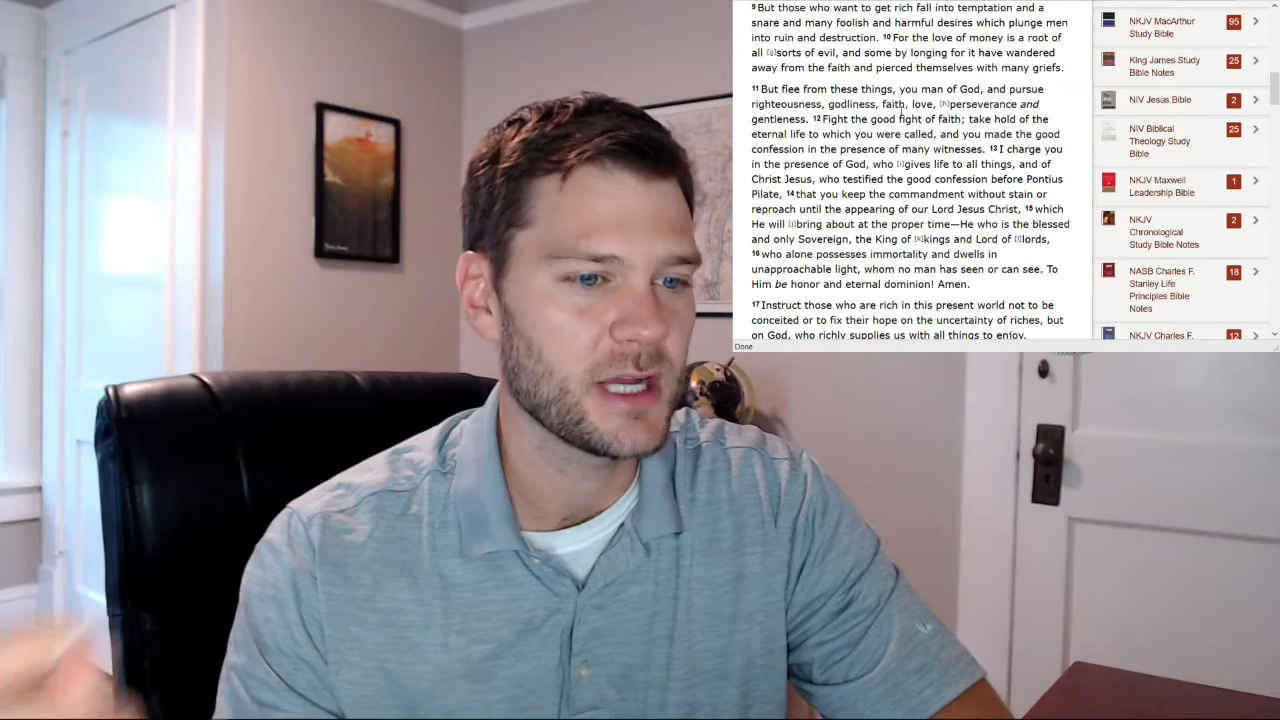 9 But those who want to get rich fall into temptation and a
snare and many foolish and harmful desires which plunge men
into ruin and destruction. 10 For the love of money is a root of
all [g]sorts of evil, and some by longing for it have wandered
away from the faith and pierced themselves with many griefs.
11 But flee from these things, you man of God, and pursue
righteousness, godliness, faith, love, [h]perseverance and
gentleness. 12 Fight the good fight of faith; take hold of the
eternal life to which you were called, and you made the good
confession in the presence of many witnesses. 13 I charge you
in the presence of God, who [i]gives life to all things, and of
Christ Jesus, who testified the good confession before Pontius
Pilate, 14 that you keep the commandment without stain or
reproach until the appearing of our Lord Jesus Christ, 15 which
He will [j]bring about at the proper time—He who is the blessed
and only Sovereign, the King of [k]kings and Lord of [l]lords,
16 who alone possesses immortality and dwells in
unapproachable light, whom no man has seen or can see. To
Him be honor and eternal dominion! Amen.
17 Instruct those who are rich in this present world not to be
conceited or to fix their hope on the uncertainty of riches, but
on God, who richly supplies us with all things to enjoy.
Done
NKJV MacArthur
Study Bible
95
King James Study
Bible Notes
25
NIV Jesus Bible
2
NIV Biblical
Theology Study
Bible
25
NKJV Maxwell
Leadership Bible
1
NKJV
Chronological
Study Bible Notes
2
NASB Charles F.
Stanley Life
Principles Bible
Notes
18
NKJV Charles F.
12